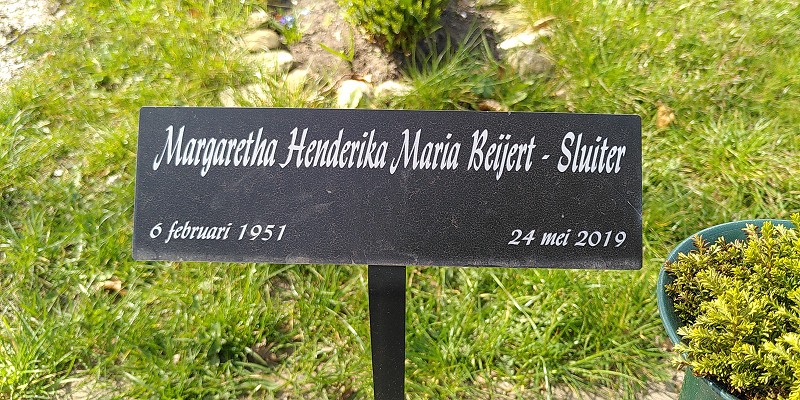 Margaretha Henderika Maria Beijert - Sluiter
6 februari 1951 24 mei 2019